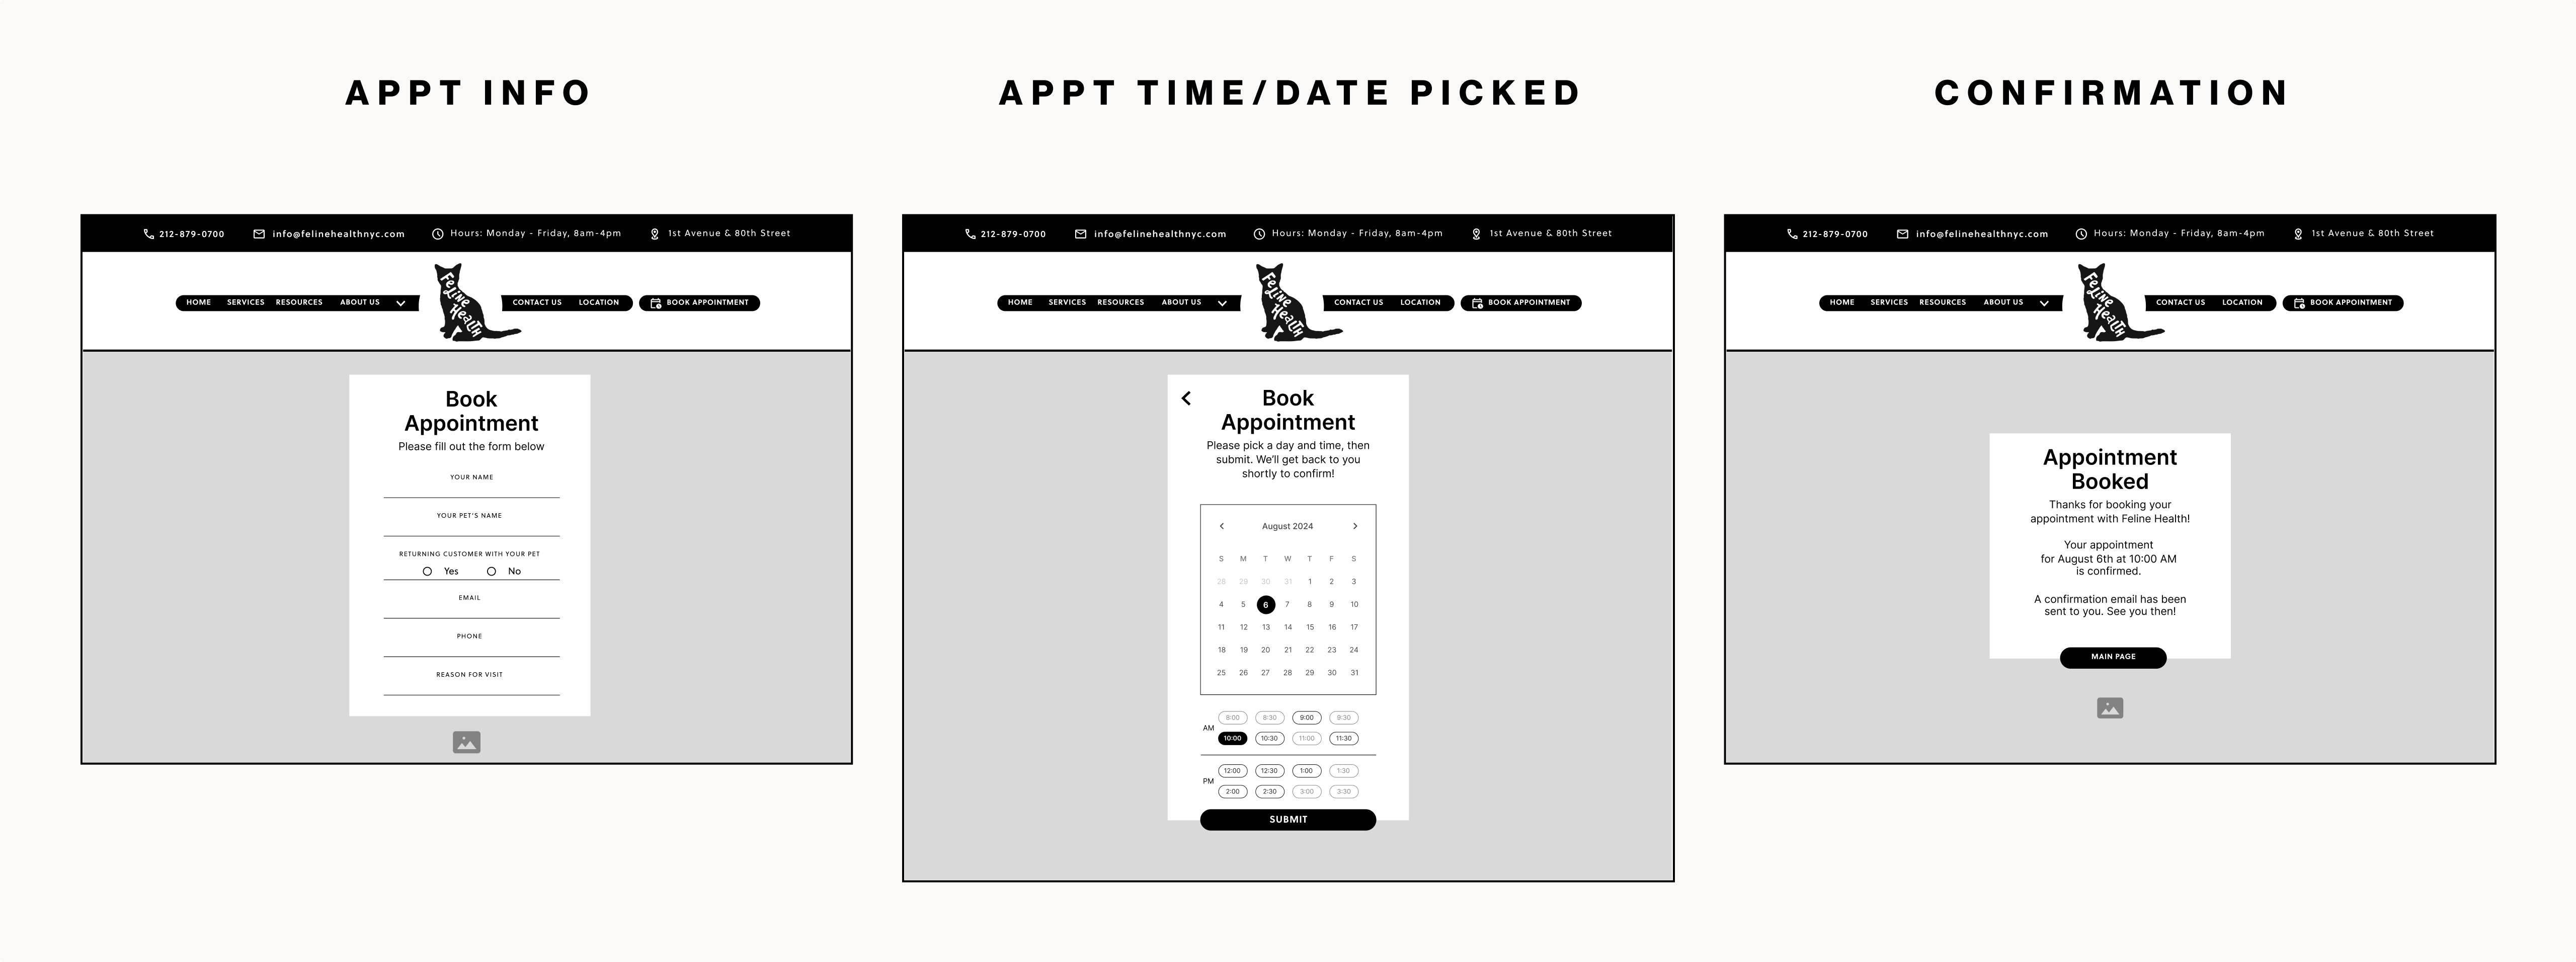 APPT INFO
212-879-0700 info@felinehealthnyc.com Hours: Monday - Friday, 8am-4pm 1st Avenue & 80th Street
HOME SERVICES RESOURCES ABOUT US FELINE HEALTH CONTACT US LOCATION BOOK APPOINTMENT
Book
Appointment
Please fill out the form below
YOUR NAME
YOUR PET'S NAME
RETURNING CUSTOMER WITH YOUR PET
Yes No
EMAIL
PHONE
REASON FOR VISIT
APPT TIME/DATE PICKED
212-879-0700 info@felinehealthnyc.com Hours: Monday - Friday, 8am-4pm 1st Avenue & 80th Street
HOME SERVICES RESOURCES ABOUT US FELINE HEALTH CONTACT US LOCATION BOOK APPOINTMENT
Book
Appointment
Please pick a day and time, then
submit. We'll get back to you
shortly to confirm!
August 2024
S M T W T F S
28 29 30 31 1 2 3
4 5 6 7 8 9 10
11 12 13 14 15 16 17
18 19 20 21 22 23 24
25 26 27 28 29 30 31
AM
8:00 8:30 9:00 9:30
10:00 10:30 11:00 11:30
PM
12:00 12:30 1:00 1:30
2:00 2:30 3:00 3:30
SUBMIT
CONFIRMATION
212-879-0700 info@felinehealthnyc.com Hours: Monday - Friday, 8am-4pm 1st Avenue & 80th Street
HOME SERVICES RESOURCES ABOUT US FELINE HEALTH CONTACT US LOCATION BOOK APPOINTMENT
Appointment
Booked
Thanks for booking your
appointment with Feline Health!
Your appointment
for August 6th at 10:00 AM
is confirmed.
A confirmation email has been
sent to you. See you then!
MAIN PAGE